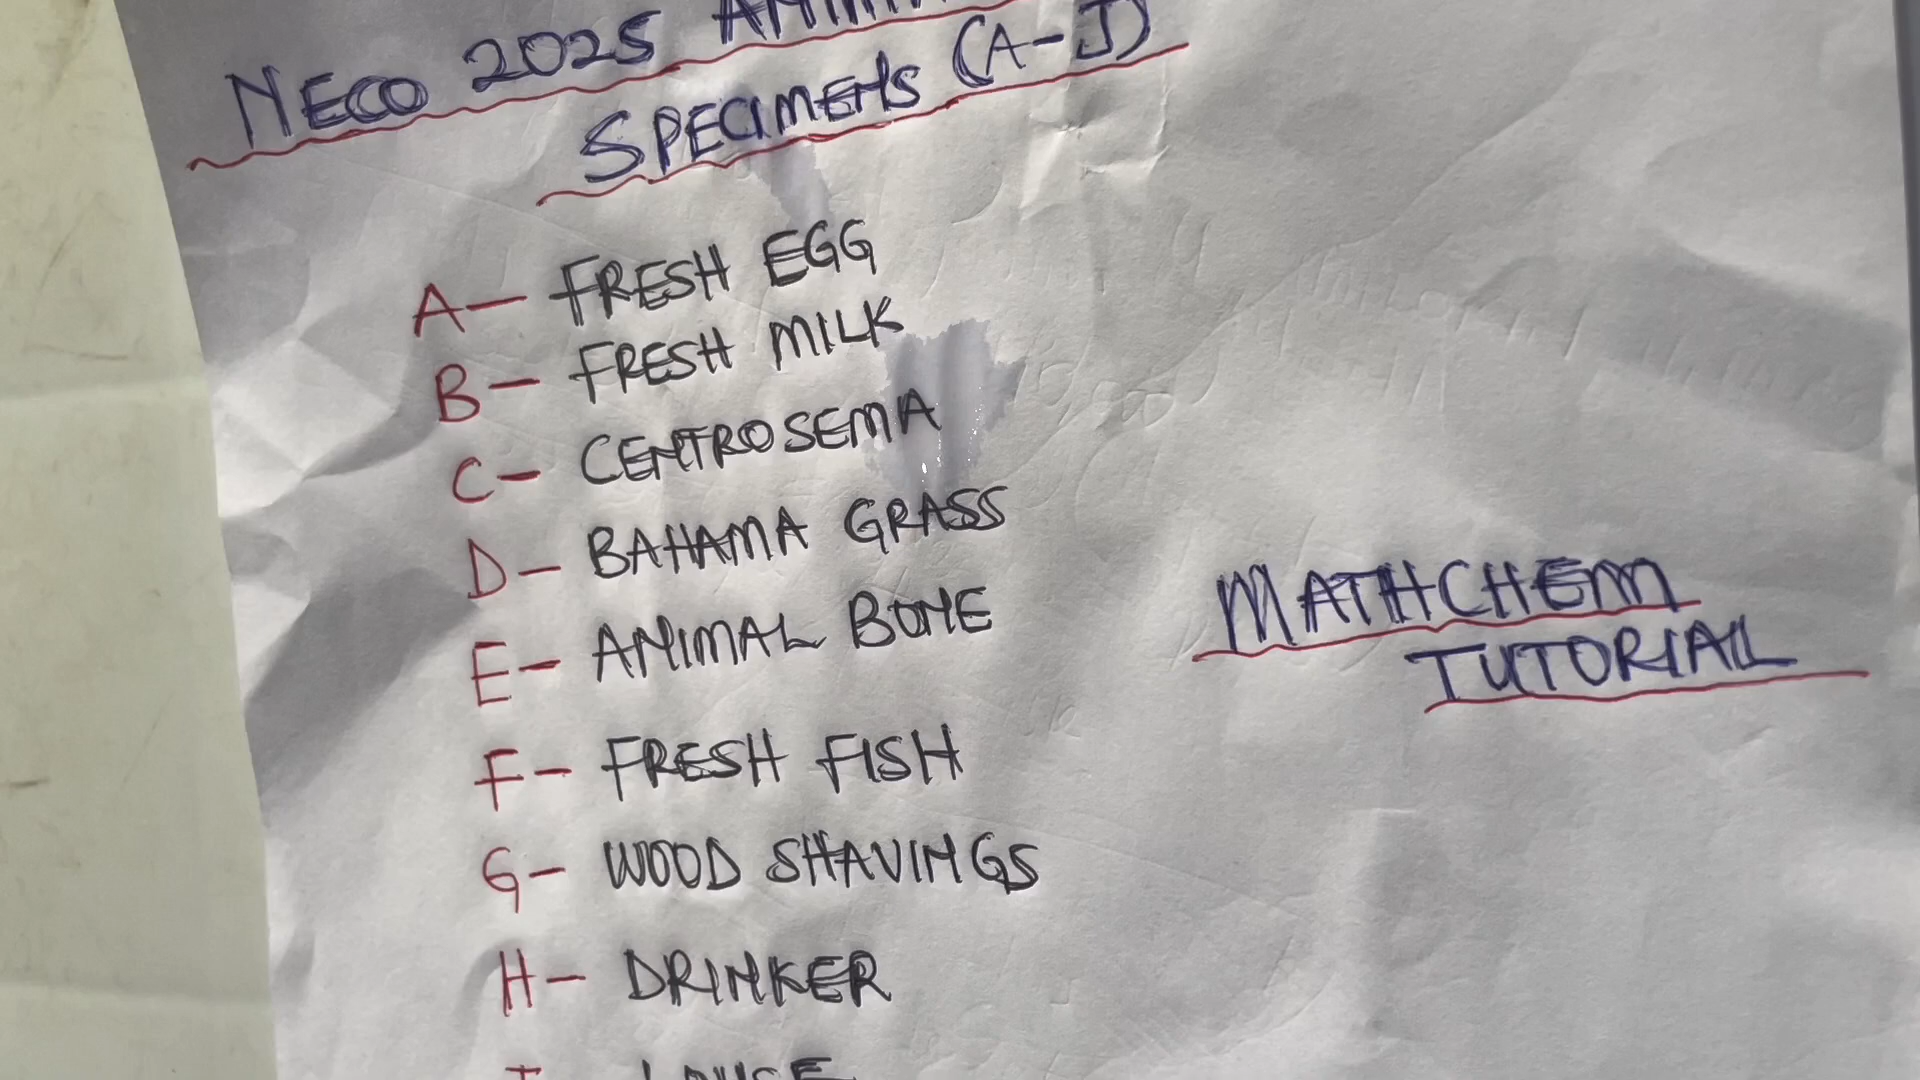 NECO 2025
SPECIMENS (A-J)
A- FRESH EGG
B- FRESH MILK
C- CENTROSEMA
D- BAHAMA GRASS
E- ANIMAL BONE
F- FRESH FISH
G- WOOD SHAVINGS
H- DRINKER
MATHCHEM
TUTORIAL